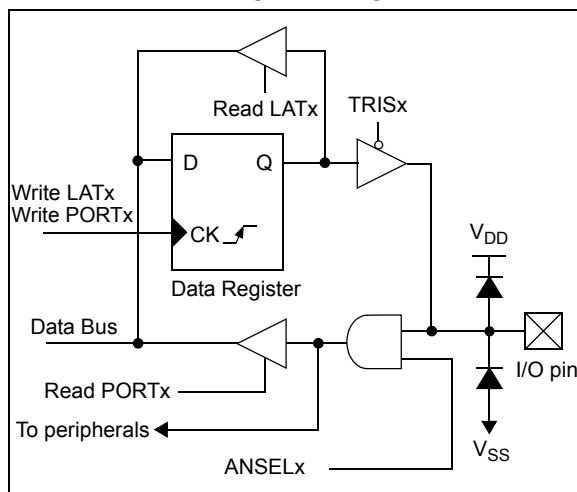 Read LATx
TRISx
D
Q
Write LATx
Write PORTx
CK
VDD
Data Register
Data Bus
I/O pin
Read PORTx
To peripherals
VSS
ANSELx